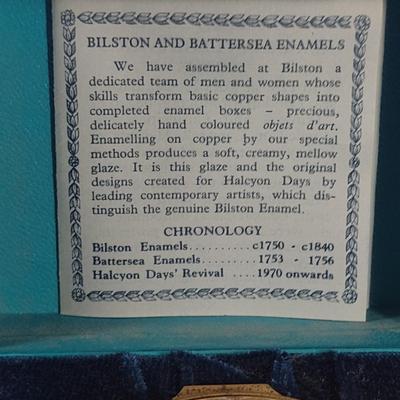 BILSTON AND BATTERSEA ENAMELS
We have assembled at Bilston a
dedicated team of men and women whose
skills transform basic copper shapes into
completed enamel boxes – precious,
delicately hand coloured objets d'art.
Enamelling on copper by our special
methods produces a soft, creamy, mellow
glaze. It is this glaze and the original
designs created for Halcyon Days by
leading contemporary artists, which dis-
tinguish the genuine Bilston Enamel.
CHRONOLOGY
Bilston Enamels..........c1750 - c1840
Battersea Enamels.........1753 - 1756
Halcyon Days' Revival ....1970 onwards